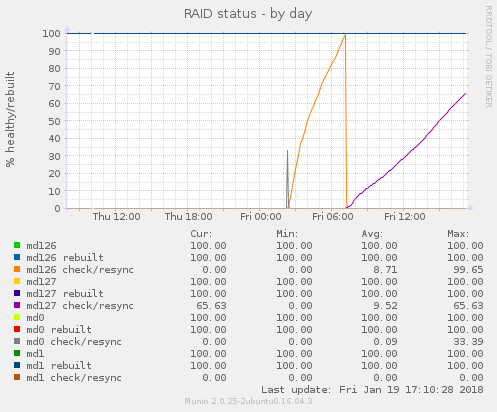 RAID status - by day
RRDTOOL / TOBI OETIKER
% healthy/rebuilt
100
90
80
70
60
50
40
30
20
10
0
Thu 12:00 Thu 18:00 Fri 00:00 Fri 06:00 Fri 12:00
Cur: Min: Avg: Max:
md126 100.00 100.00 100.00 100.00
md126 rebuilt 100.00 100.00 100.00 100.00
md126 check/resync 0.00 0.00 8.71 99.65
md127 100.00 100.00 100.00 100.00
md127 rebuilt 100.00 100.00 100.00 100.00
md127 check/resync 65.63 0.00 9.52 65.63
md0 100.00 100.00 100.00 100.00
md0 rebuilt 100.00 100.00 100.00 100.00
md0 check/resync 0.00 0.00 0.09 33.39
md1 100.00 100.00 100.00 100.00
md1 rebuilt 100.00 100.00 100.00 100.00
md1 check/resync 0.00 0.00 0.00 0.00
Last update: Fri Jan 19 17:10:28 2018
Munin 2.0.25-2ubuntu0.16.04.3